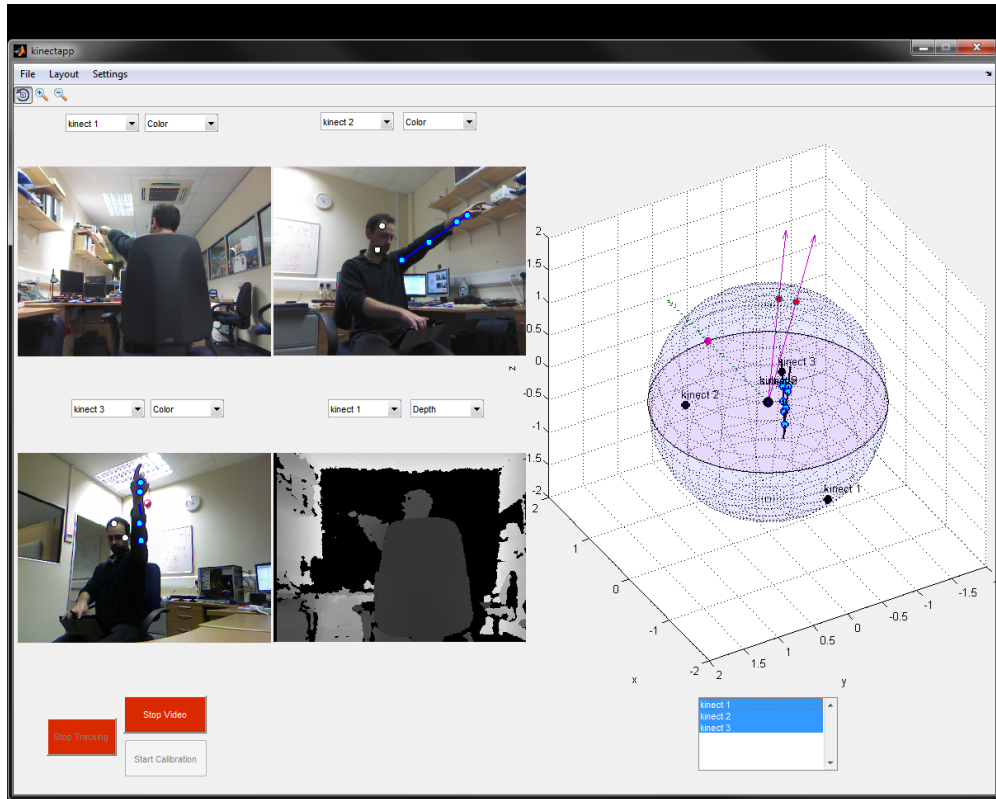 kinectapp
File Layout Settings
kinect 1 Color
kinect 2 Color
kinect 3 Color
kinect 1 Depth
2
1.5
1
0.5
0
-0.5
-1
-1.5
-2
z
2
1
0
-1
-2
x
2
1.5
1
0.5
0
-0.5
-1
-1.5
y
kinect 3
kinect 2
kinect 1
Stop Tracking
Stop Video
Start Calibration
kinect 1
kinect 2
kinect 3